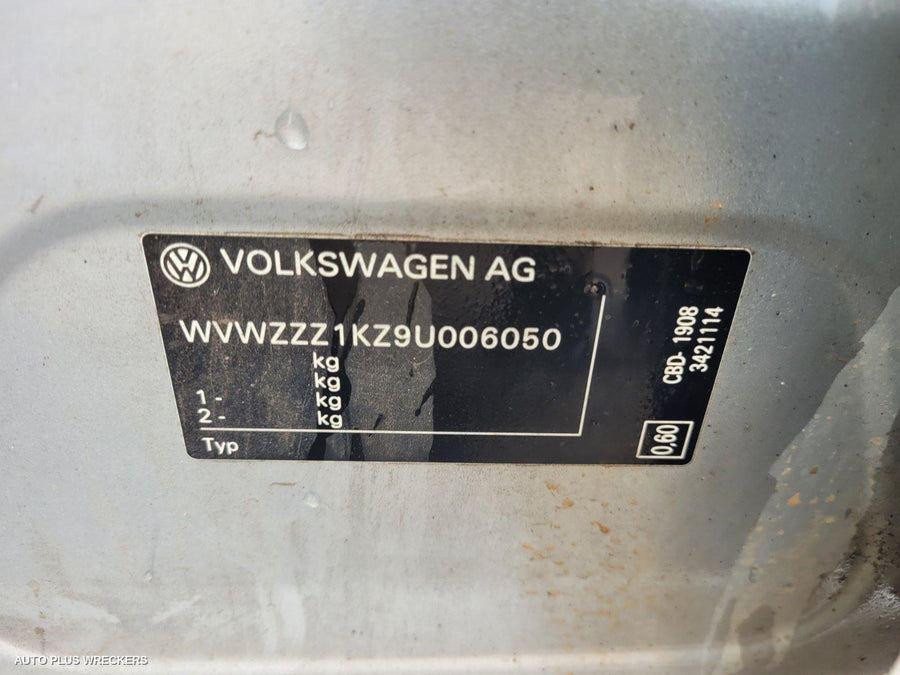 VOLKSWAGEN AG
WVWZZZ1KZ9U006050
kg
kg
1 - kg
2 - kg
Typ
CBD- 1908
3421114
0,60
AUTO PLUS WRECKERS